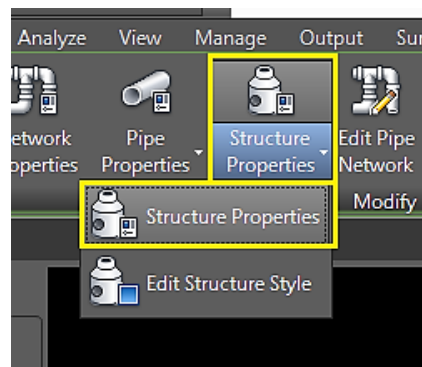 Analyze View Manage Output Sur
etwork Pipe Structure Edit Pipe
operties Properties Properties Network
Modify
Structure Properties
Edit Structure Style